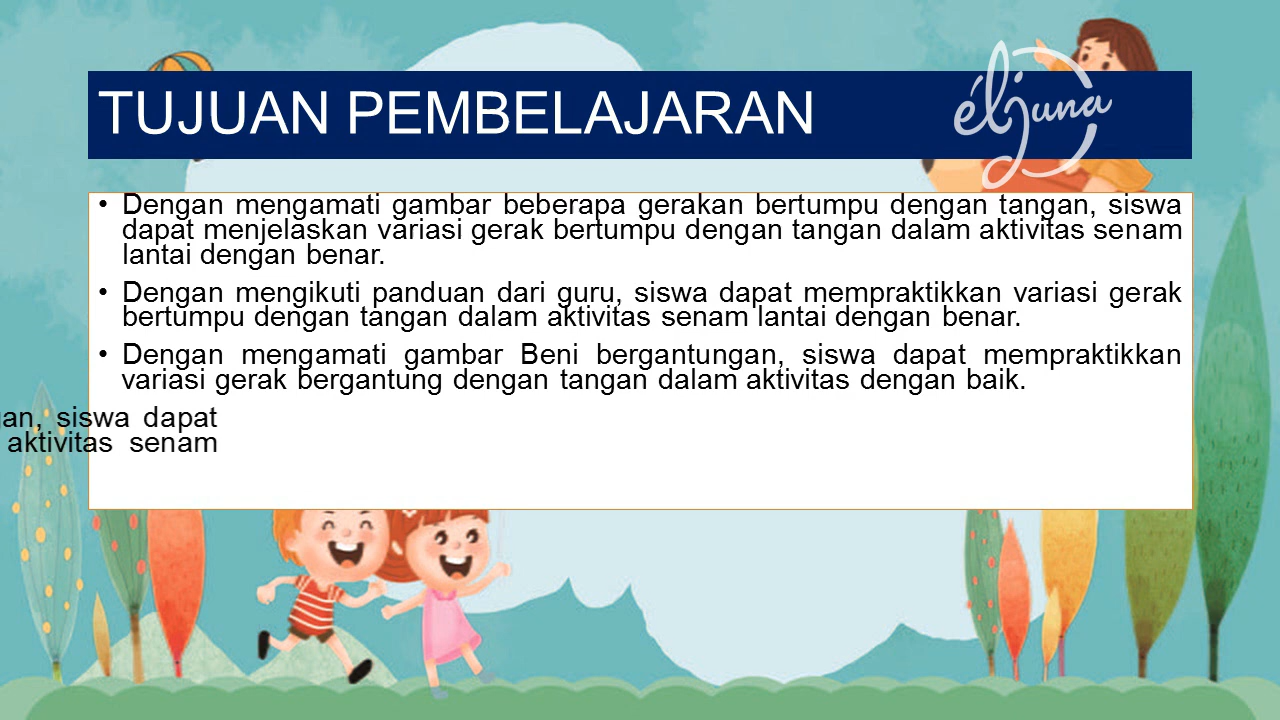 TUJUAN PEMBELAJARAN
éljuna
• Dengan mengamati gambar beberapa gerakan bertumpu dengan tangan, siswa
dapat menjelaskan variasi gerak bertumpu dengan tangan dalam aktivitas senam
lantai dengan benar.
• Dengan mengikuti panduan dari guru, siswa dapat mempraktikkan variasi gerak
bertumpu dengan tangan dalam aktivitas senam lantai dengan benar.
• Dengan mengamati gambar Beni bergantungan, siswa dapat mempraktikkan
variasi gerak bergantung dengan tangan dalam aktivitas dengan baik.
gan, siswa dapat
aktivitas senam